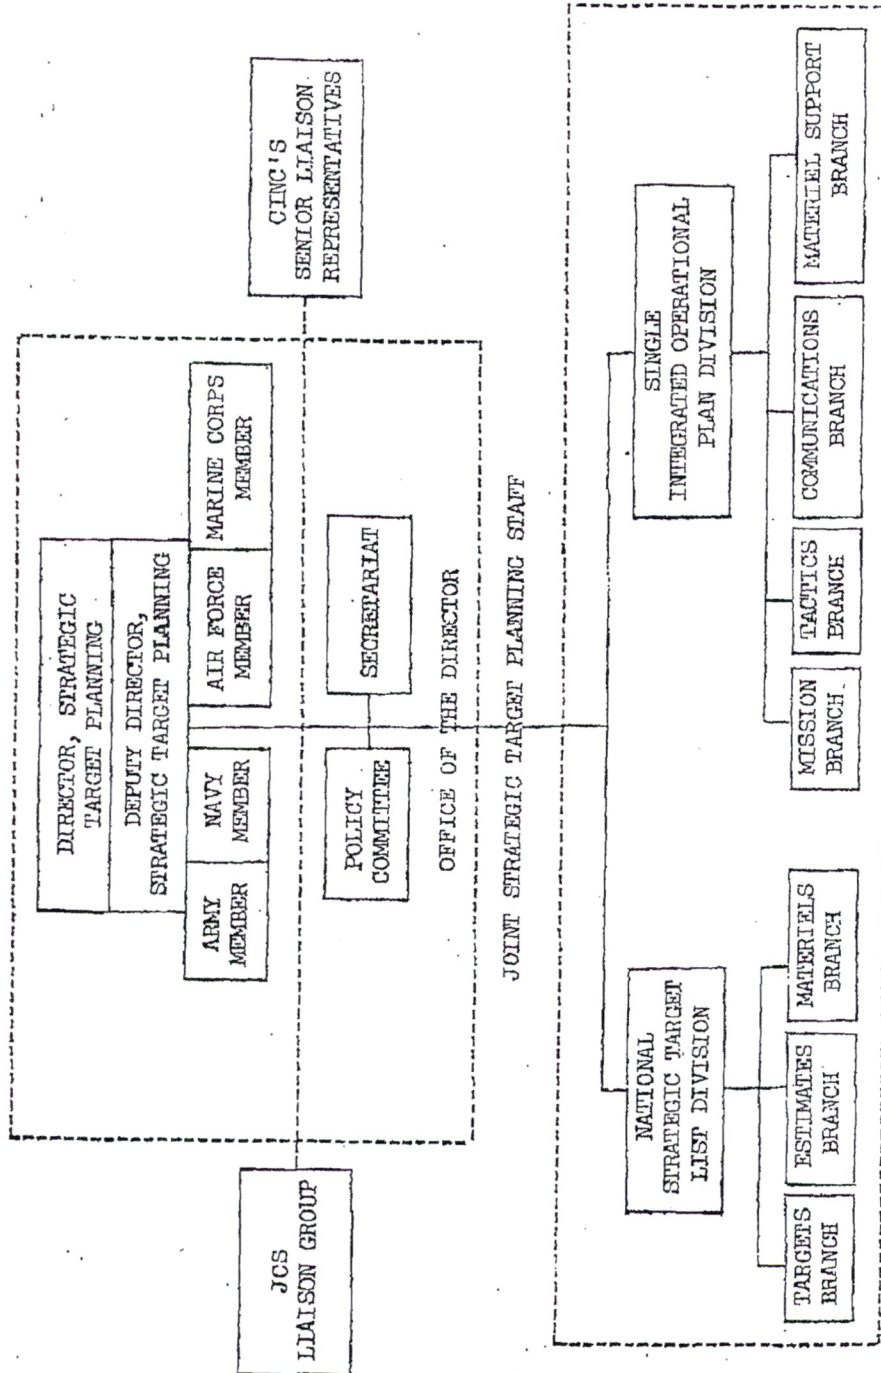 DIRECTOR, STRATEGIC
TARGET PLANNING
DEPUTY DIRECTOR,
STRATEGIC TARGET PLANNING
ARMY
MEMBER
NAVY
MEMBER
AIR FORCE
MEMBER
MARINE CORPS
MEMBER
JCS
LIAISON GROUP
CINC'S
SENIOR LIAISON
REPRESENTATIVES
POLICY
COMMITTEE
SECRETARIAT
OFFICE OF THE DIRECTOR
JOINT STRATEGIC TARGET PLANNING STAFF
NATIONAL
STRATEGIC TARGET
LIST DIVISION
SINGLE
INTEGRATED OPERATIONAL
PLAN DIVISION
TARGETS
BRANCH
ESTIMATES
BRANCH
MATERIELS
BRANCH
MISSION
BRANCH
TACTICS
BRANCH
COMMUNICATIONS
BRANCH
MATERIEL SUPPORT
BRANCH